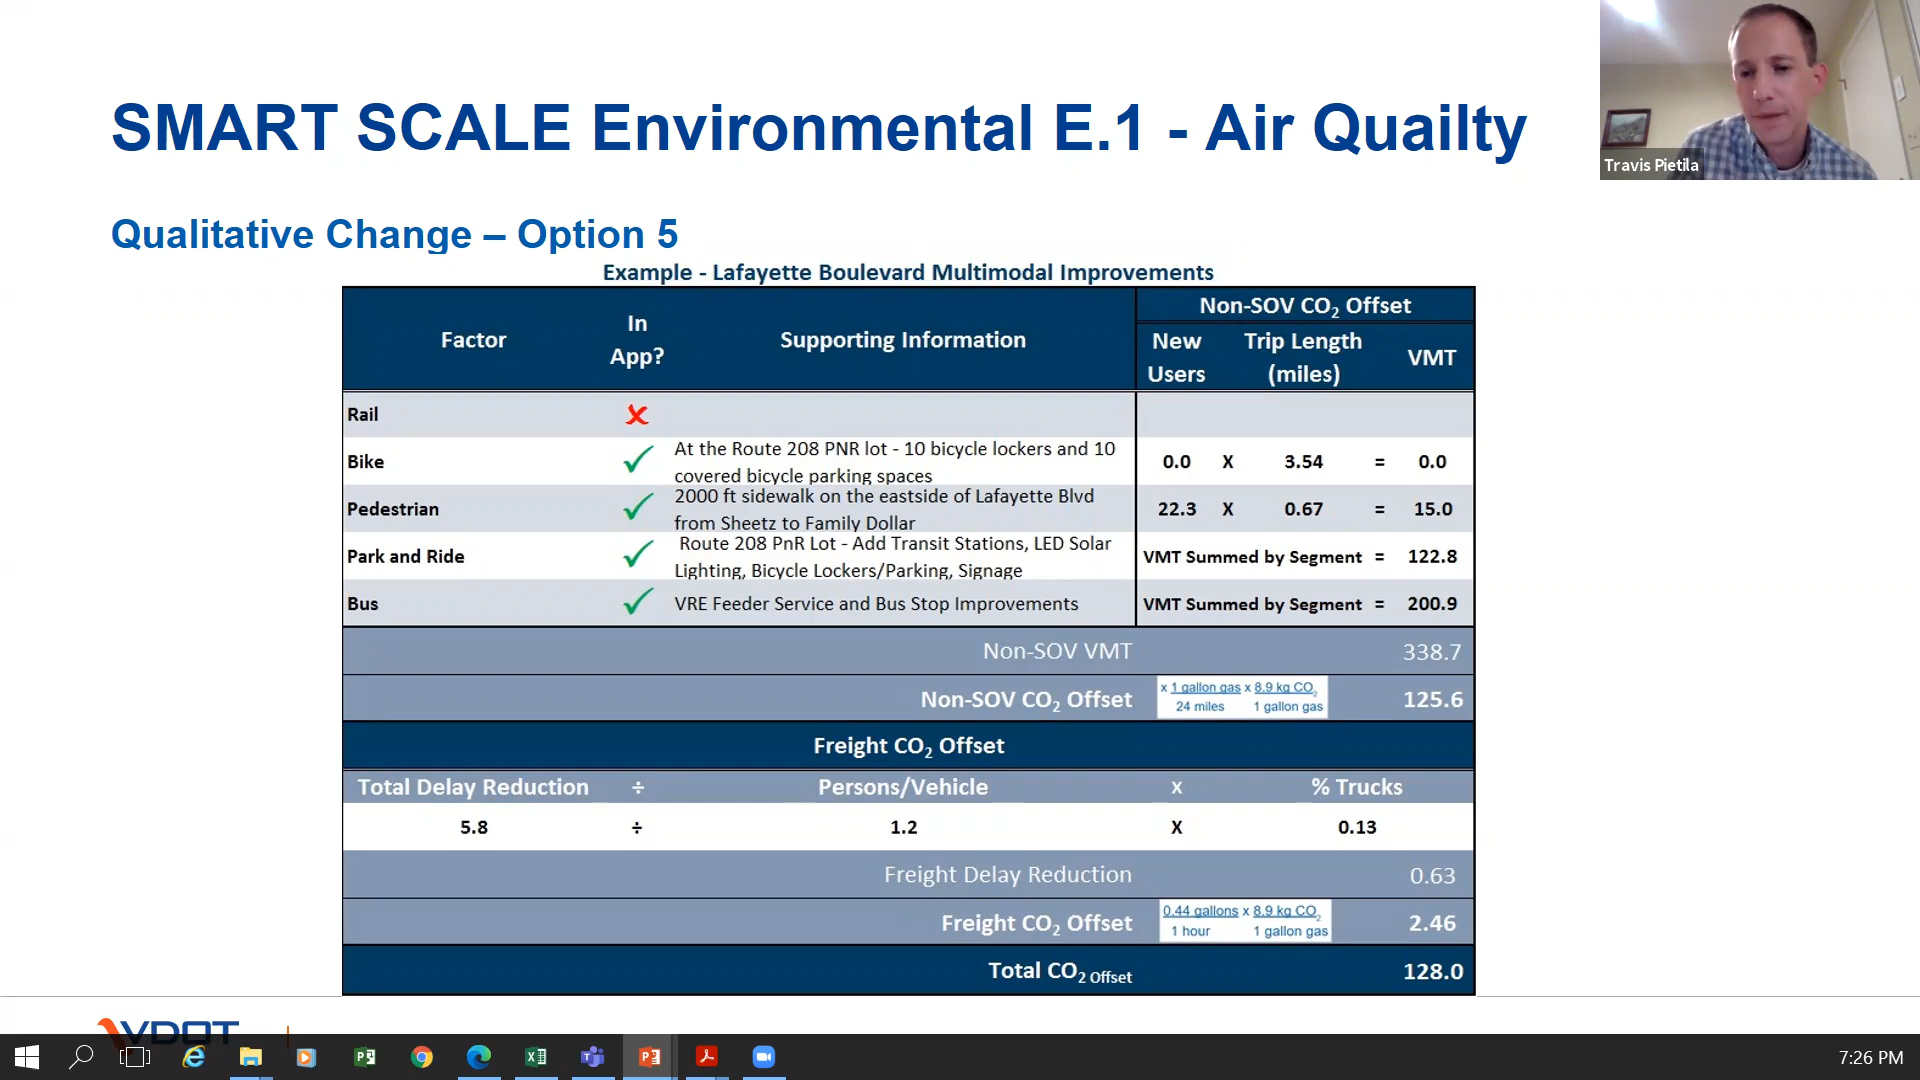 SMART SCALE Environmental E.1 - Air Quailty
Travis Pietila
Qualitative Change – Option 5
Example - Lafayette Boulevard Multimodal Improvements
Factor In App? Supporting Information Non-SOV CO2 Offset
New Users Trip Length (miles) VMT
Rail ✗
Bike ✓ At the Route 208 PNR lot - 10 bicycle lockers and 10
covered bicycle parking spaces 0.0 X 3.54 = 0.0
Pedestrian ✓ 2000 ft sidewalk on the eastside of Lafayette Blvd
from Sheetz to Family Dollar 22.3 X 0.67 = 15.0
Park and Ride ✓ Route 208 PnR Lot - Add Transit Stations, LED Solar
Lighting, Bicycle Lockers/Parking, Signage VMT Summed by Segment = 122.8
Bus ✓ VRE Feeder Service and Bus Stop Improvements VMT Summed by Segment = 200.9
Non-SOV VMT 338.7
Non-SOV CO2 Offset x 1 gallon gas x 8.9 kg CO2 125.6
24 miles 1 gallon gas
Freight CO2 Offset
Total Delay Reduction ÷ Persons/Vehicle x % Trucks
5.8 ÷ 1.2 X 0.13
Freight Delay Reduction 0.63
Freight CO2 Offset 0.44 gallons x 8.9 kg CO2 2.46
1 hour 1 gallon gas
Total CO2 Offset 128.0
VDOT
7:26 PM